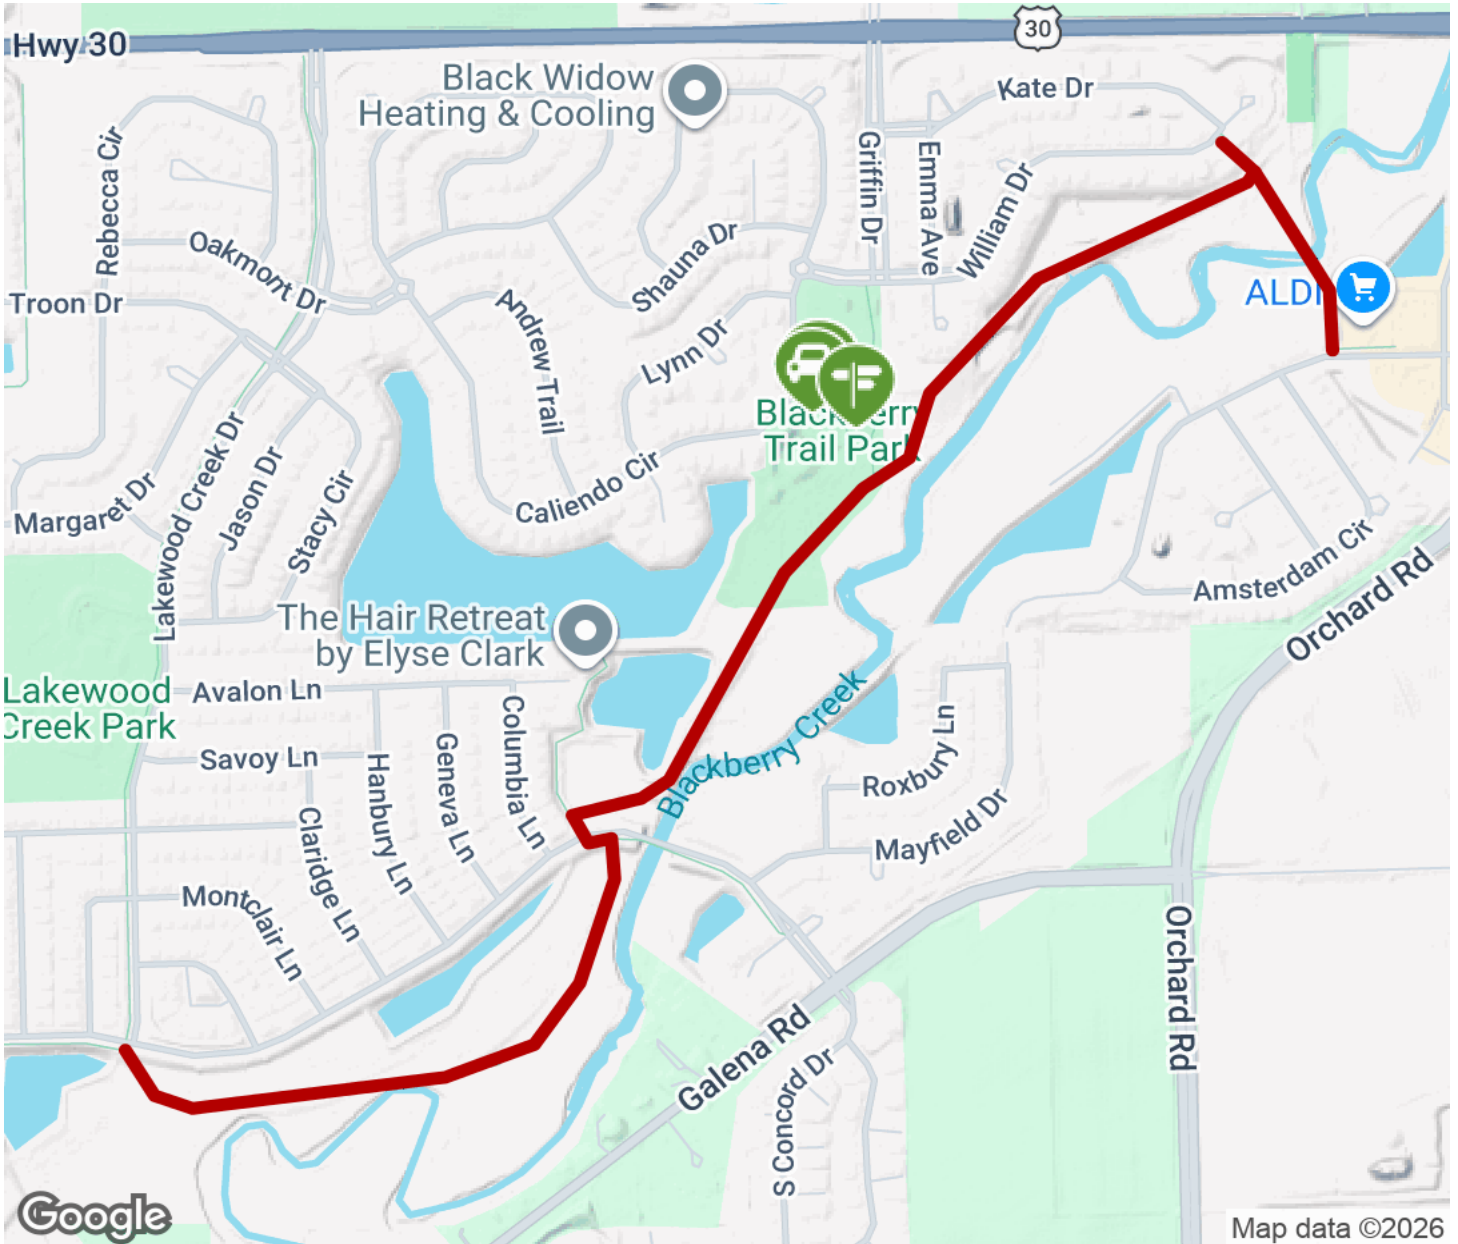 Hwy 30
30
Black Widow
Heating & Cooling
Kate Dr
Rebecca Cir
Griffin Dr
Emma Ave
William Dr
Oakmont Dr
Shauna Dr
Troon Dr
ALDI
Andrew Trail
Lynn Dr
Blackberry
Trail Park
Lakewood Creek Dr
Jason Dr
Stacy Cir
Margaret Dr
Caliendo Cir
Amsterdam Cir
Orchard Rd
The Hair Retreat
by Elyse Clark
Lakewood
Creek Park
Avalon Ln
Columbia Ln
Blackberry Creek
Roxbury Ln
Savoy Ln
Geneva Ln
Hanbury Ln
Claridge Ln
Mayfield Dr
Montclair Ln
Orchard Rd
Galena Rd
S Concord Dr
Google
Map data ©2026